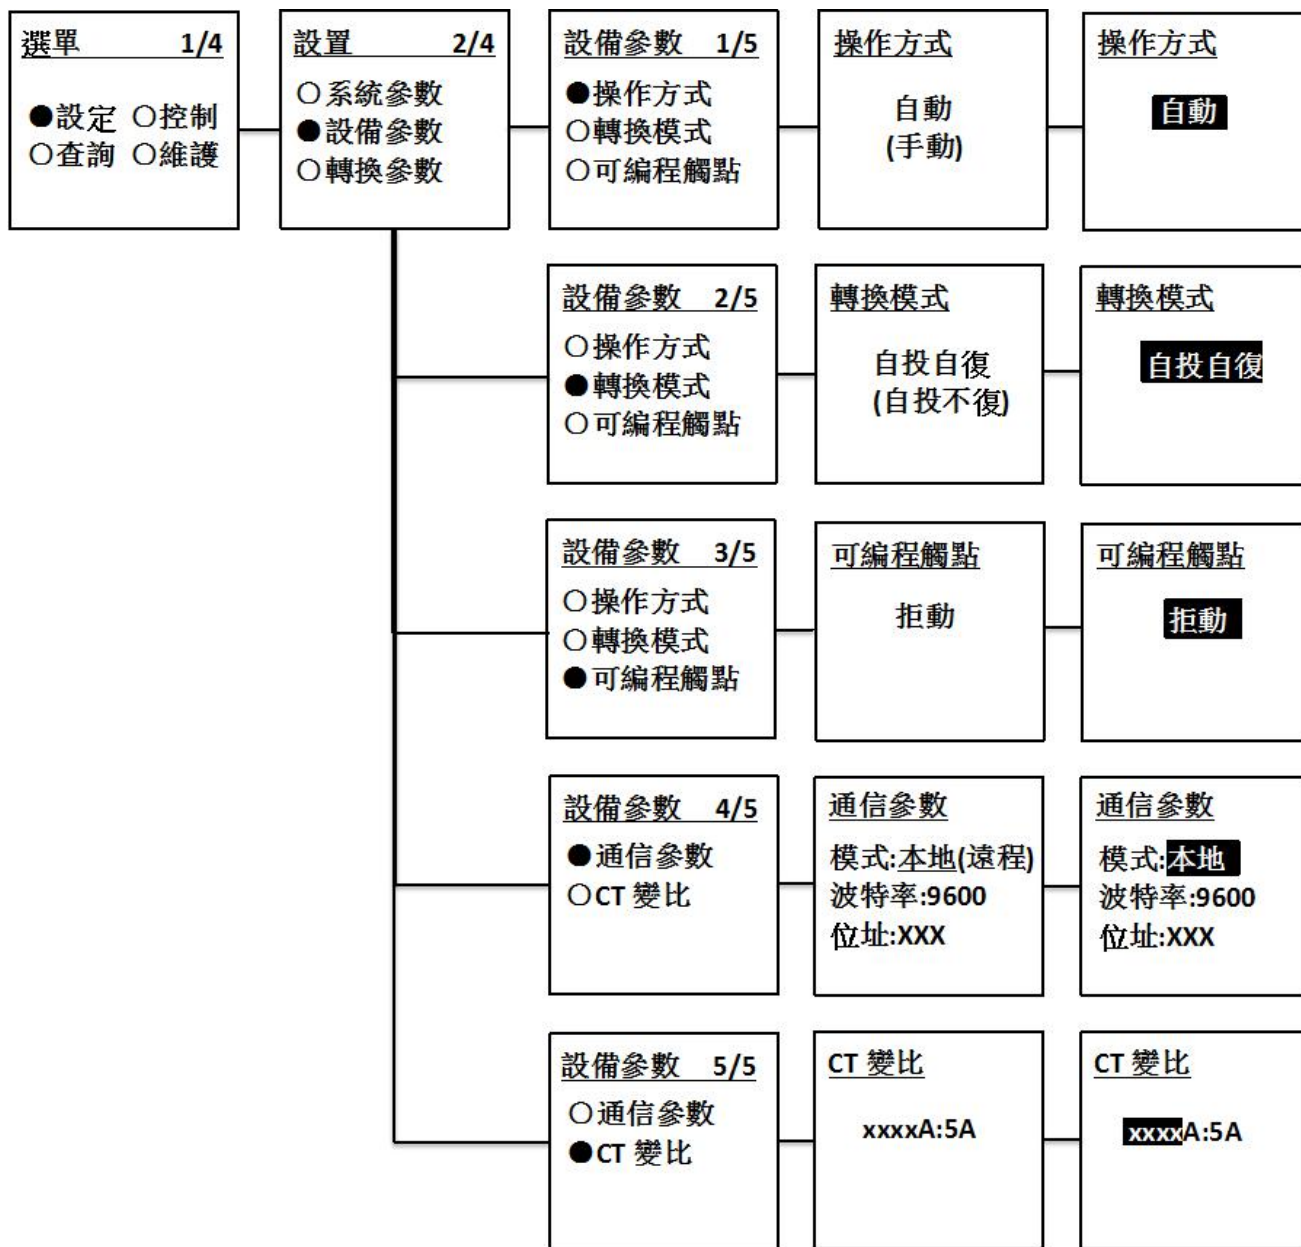 選單 1/4
●設定 ○控制
○查詢 ○維護
設置 2/4
○系統參數
●設備參數
○轉換參數
設備參數 1/5
●操作方式
○轉換模式
○可編程觸點
操作方式
自動
(手動)
操作方式
自動
設備參數 2/5
○操作方式
●轉換模式
○可編程觸點
轉換模式
自投自復
(自投不復)
轉換模式
自投自復
設備參數 3/5
○操作方式
○轉換模式
●可編程觸點
可編程觸點
拒動
可編程觸點
拒動
設備參數 4/5
●通信參數
○CT 變比
通信參數
模式:本地(遠程)
波特率:9600
位址:XXX
通信參數
模式:本地
波特率:9600
位址:XXX
設備參數 5/5
○通信參數
●CT 變比
CT 變比
xxxxA:5A
CT 變比
xxxxA:5A